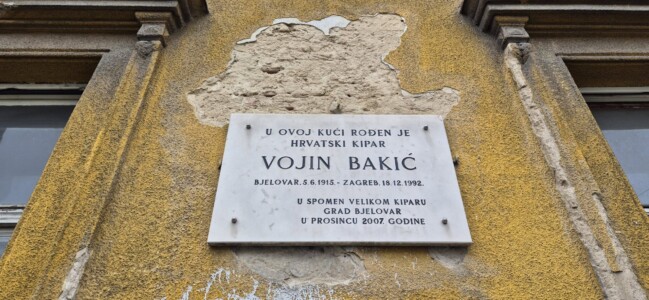 U OVOJ KUĆI ROĐEN JE
HRVATSKI KIPAR
VOJIN BAKIĆ
BJELOVAR, 5.6.1915. - ZAGREB, 18.12.1992.
U SPOMEN VELIKOM KIPARU
GRAD BJELOVAR
U PROSINCU 2007. GODINE